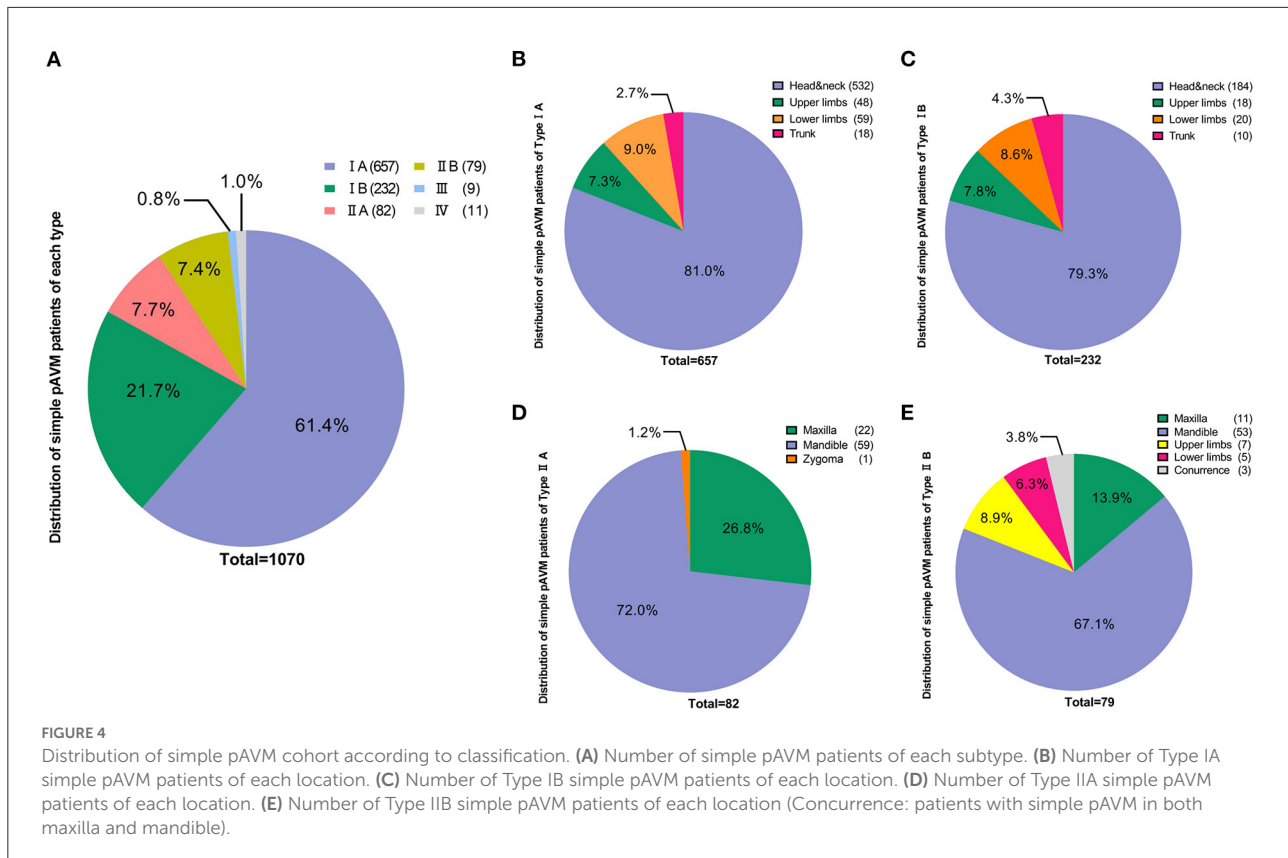 A
Distribution of simple pAVM patients of each type
ⅠA (657)
ⅡB (79)
ⅠB (232)
Ⅲ (9)
ⅡA (82)
Ⅳ (11)
0.8%
1.0%
7.4%
7.7%
21.7%
61.4%
Total=1070
B
Distribution of simple pAVM patients of Type ⅠA
Head&neck (532)
Upper limbs (48)
Lower limbs (59)
Trunk (18)
2.7%
9.0%
7.3%
81.0%
Total=657
C
Distribution of simple pAVM patients of Type ⅠB
Head&neck (184)
Upper limbs (18)
Lower limbs (20)
Trunk (10)
4.3%
8.6%
7.8%
79.3%
Total=232
D
Distribution of simple pAVM patients of Type ⅡA
Maxilla (22)
Mandible (59)
Zygoma (1)
1.2%
26.8%
72.0%
Total=82
E
Distribution of simple pAVM patients of Type ⅡB
Maxilla (11)
Mandible (53)
Upper limbs (7)
Lower limbs (5)
Conurrence (3)
3.8%
6.3%
13.9%
8.9%
67.1%
Total=79
FIGURE 4
Distribution of simple pAVM cohort according to classification. (A) Number of simple pAVM patients of each subtype. (B) Number of Type IA
simple pAVM patients of each location. (C) Number of Type IB simple pAVM patients of each location. (D) Number of Type IIA simple pAVM
patients of each location. (E) Number of Type IIB simple pAVM patients of each location (Concurrence: patients with simple pAVM in both
maxilla and mandible).